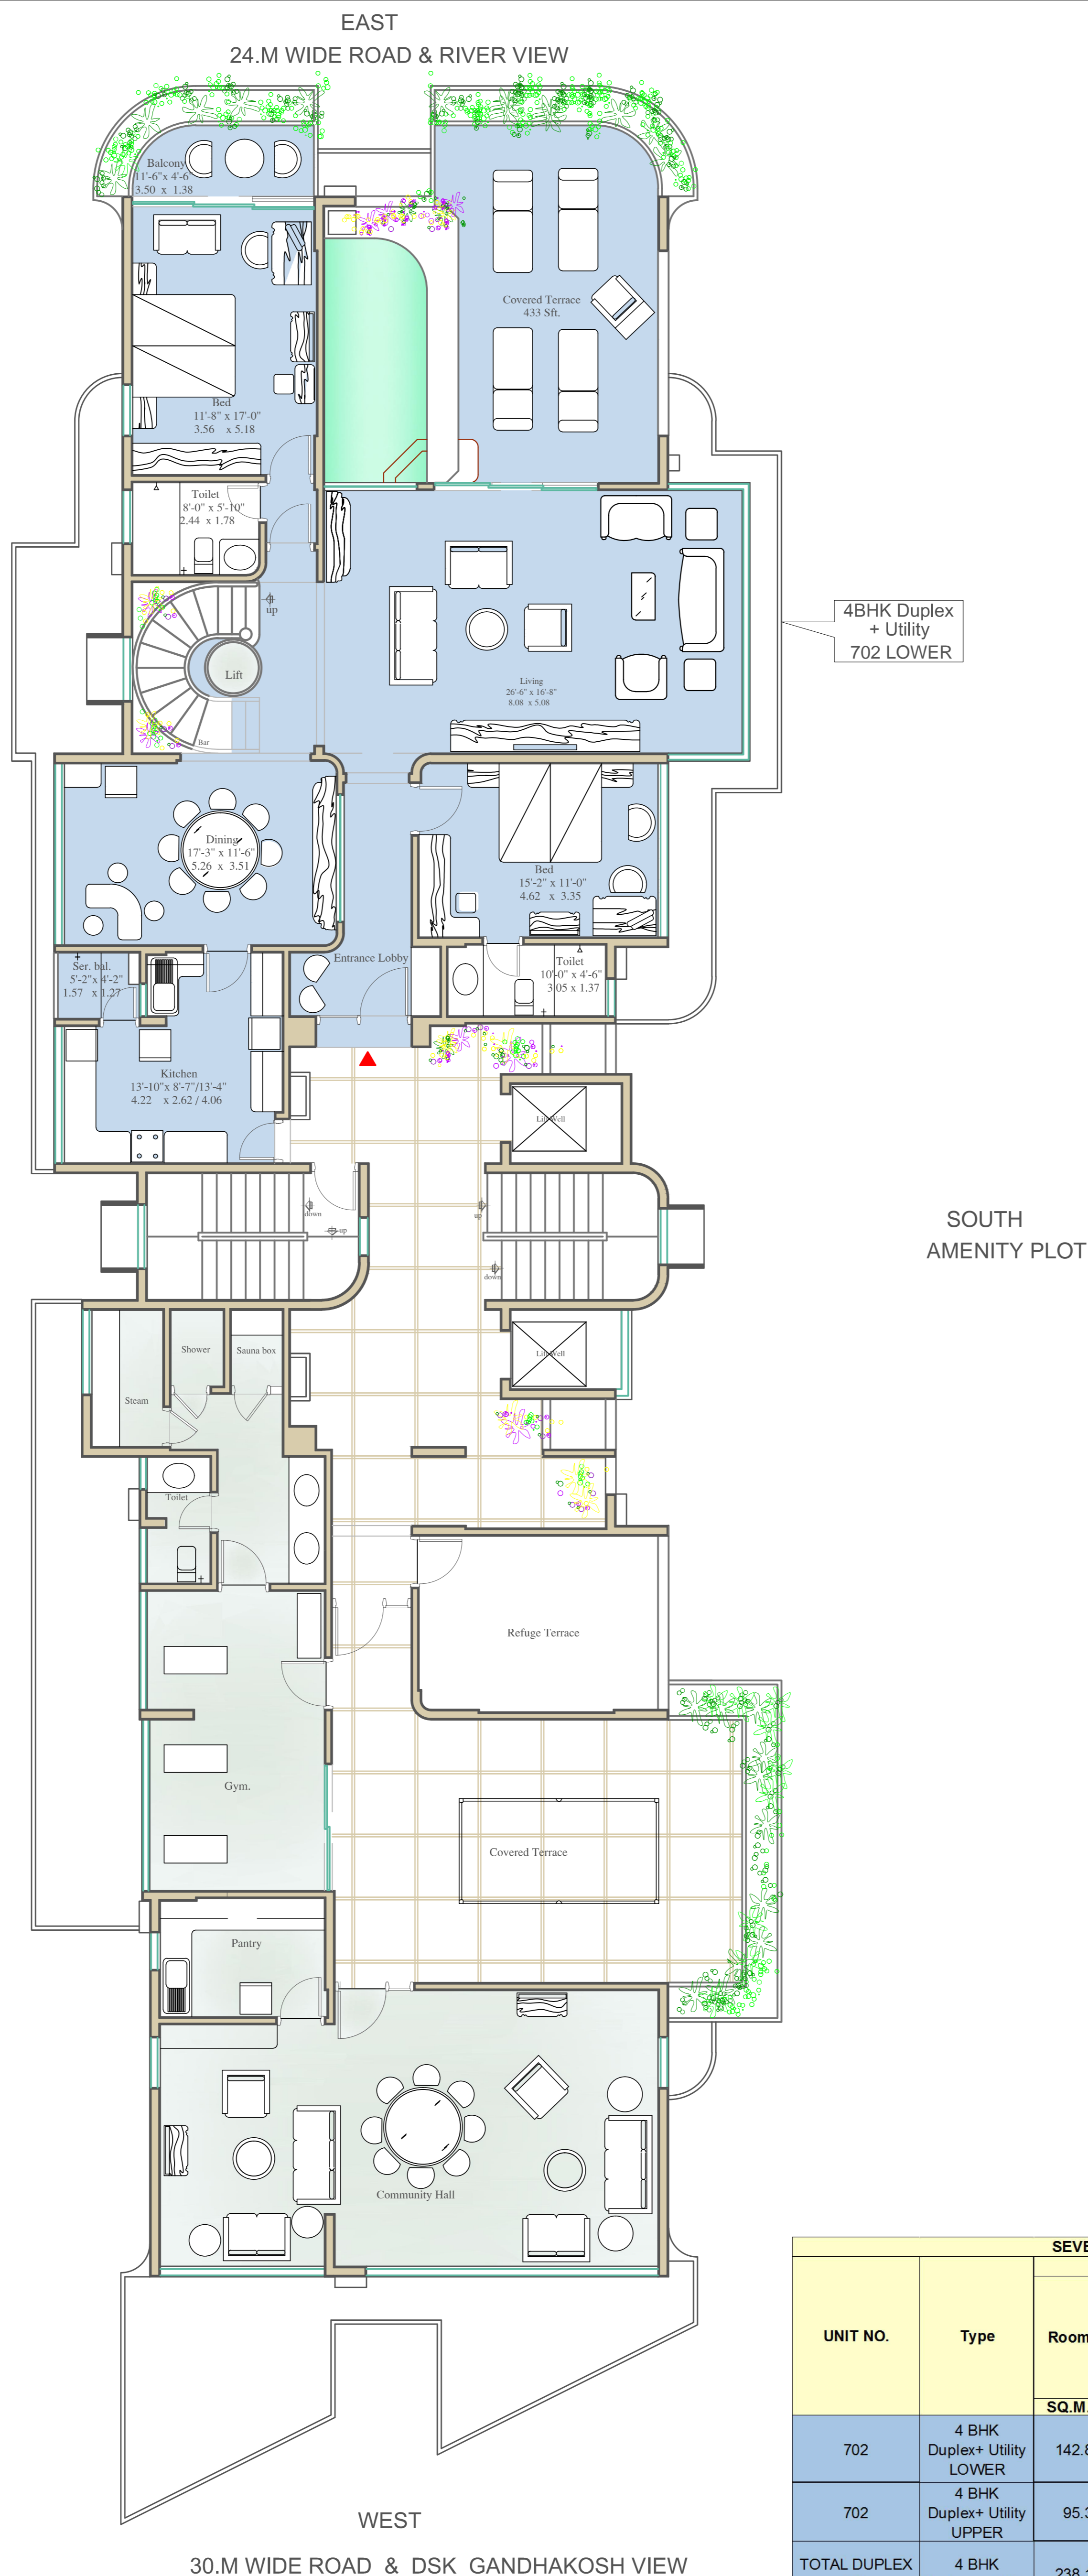 EAST
24.M WIDE ROAD & RIVER VIEW
Balcony
11'-6"x 4'-6"
3.50 x 1.38
Covered Terrace
433 Sft.
Bed
11'-8" x 17'-0"
3.56 x 5.18
Toilet
8'-0" x 5'-10"
2.44 x 1.78
up
Lift
Bar
Living
26'-6" x 16'-8"
8.08 x 5.08
4BHK Duplex
+ Utility
702 LOWER
Dining
17'-3" x 11'-6"
5.26 x 3.51
Bed
15'-2" x 11'-0"
4.62 x 3.35
Entrance Lobby
Ser. bal.
5'-2"x 4'-2"
1.57 x 1.27
Toilet
10'-0" x 4'-6"
3.05 x 1.37
Kitchen
13'-10"x 8'-7"/13'-4"
4.22 x 2.62 / 4.06
Lift Well
down
up
up
down
SOUTH
AMENITY PLOT
Shower
Sauna box
Lift Well
Steam
Toilet
Refuge Terrace
Gym.
Covered Terrace
Pantry
Community Hall
UNIT NO.
Type
SQ.M.
702
4 BHK
Duplex+ Utility
LOWER
702
4 BHK
Duplex+ Utility
UPPER
TOTAL DUPLEX
4 BHK
WEST
30.M WIDE ROAD & DSK GANDHAKOSH VIEW